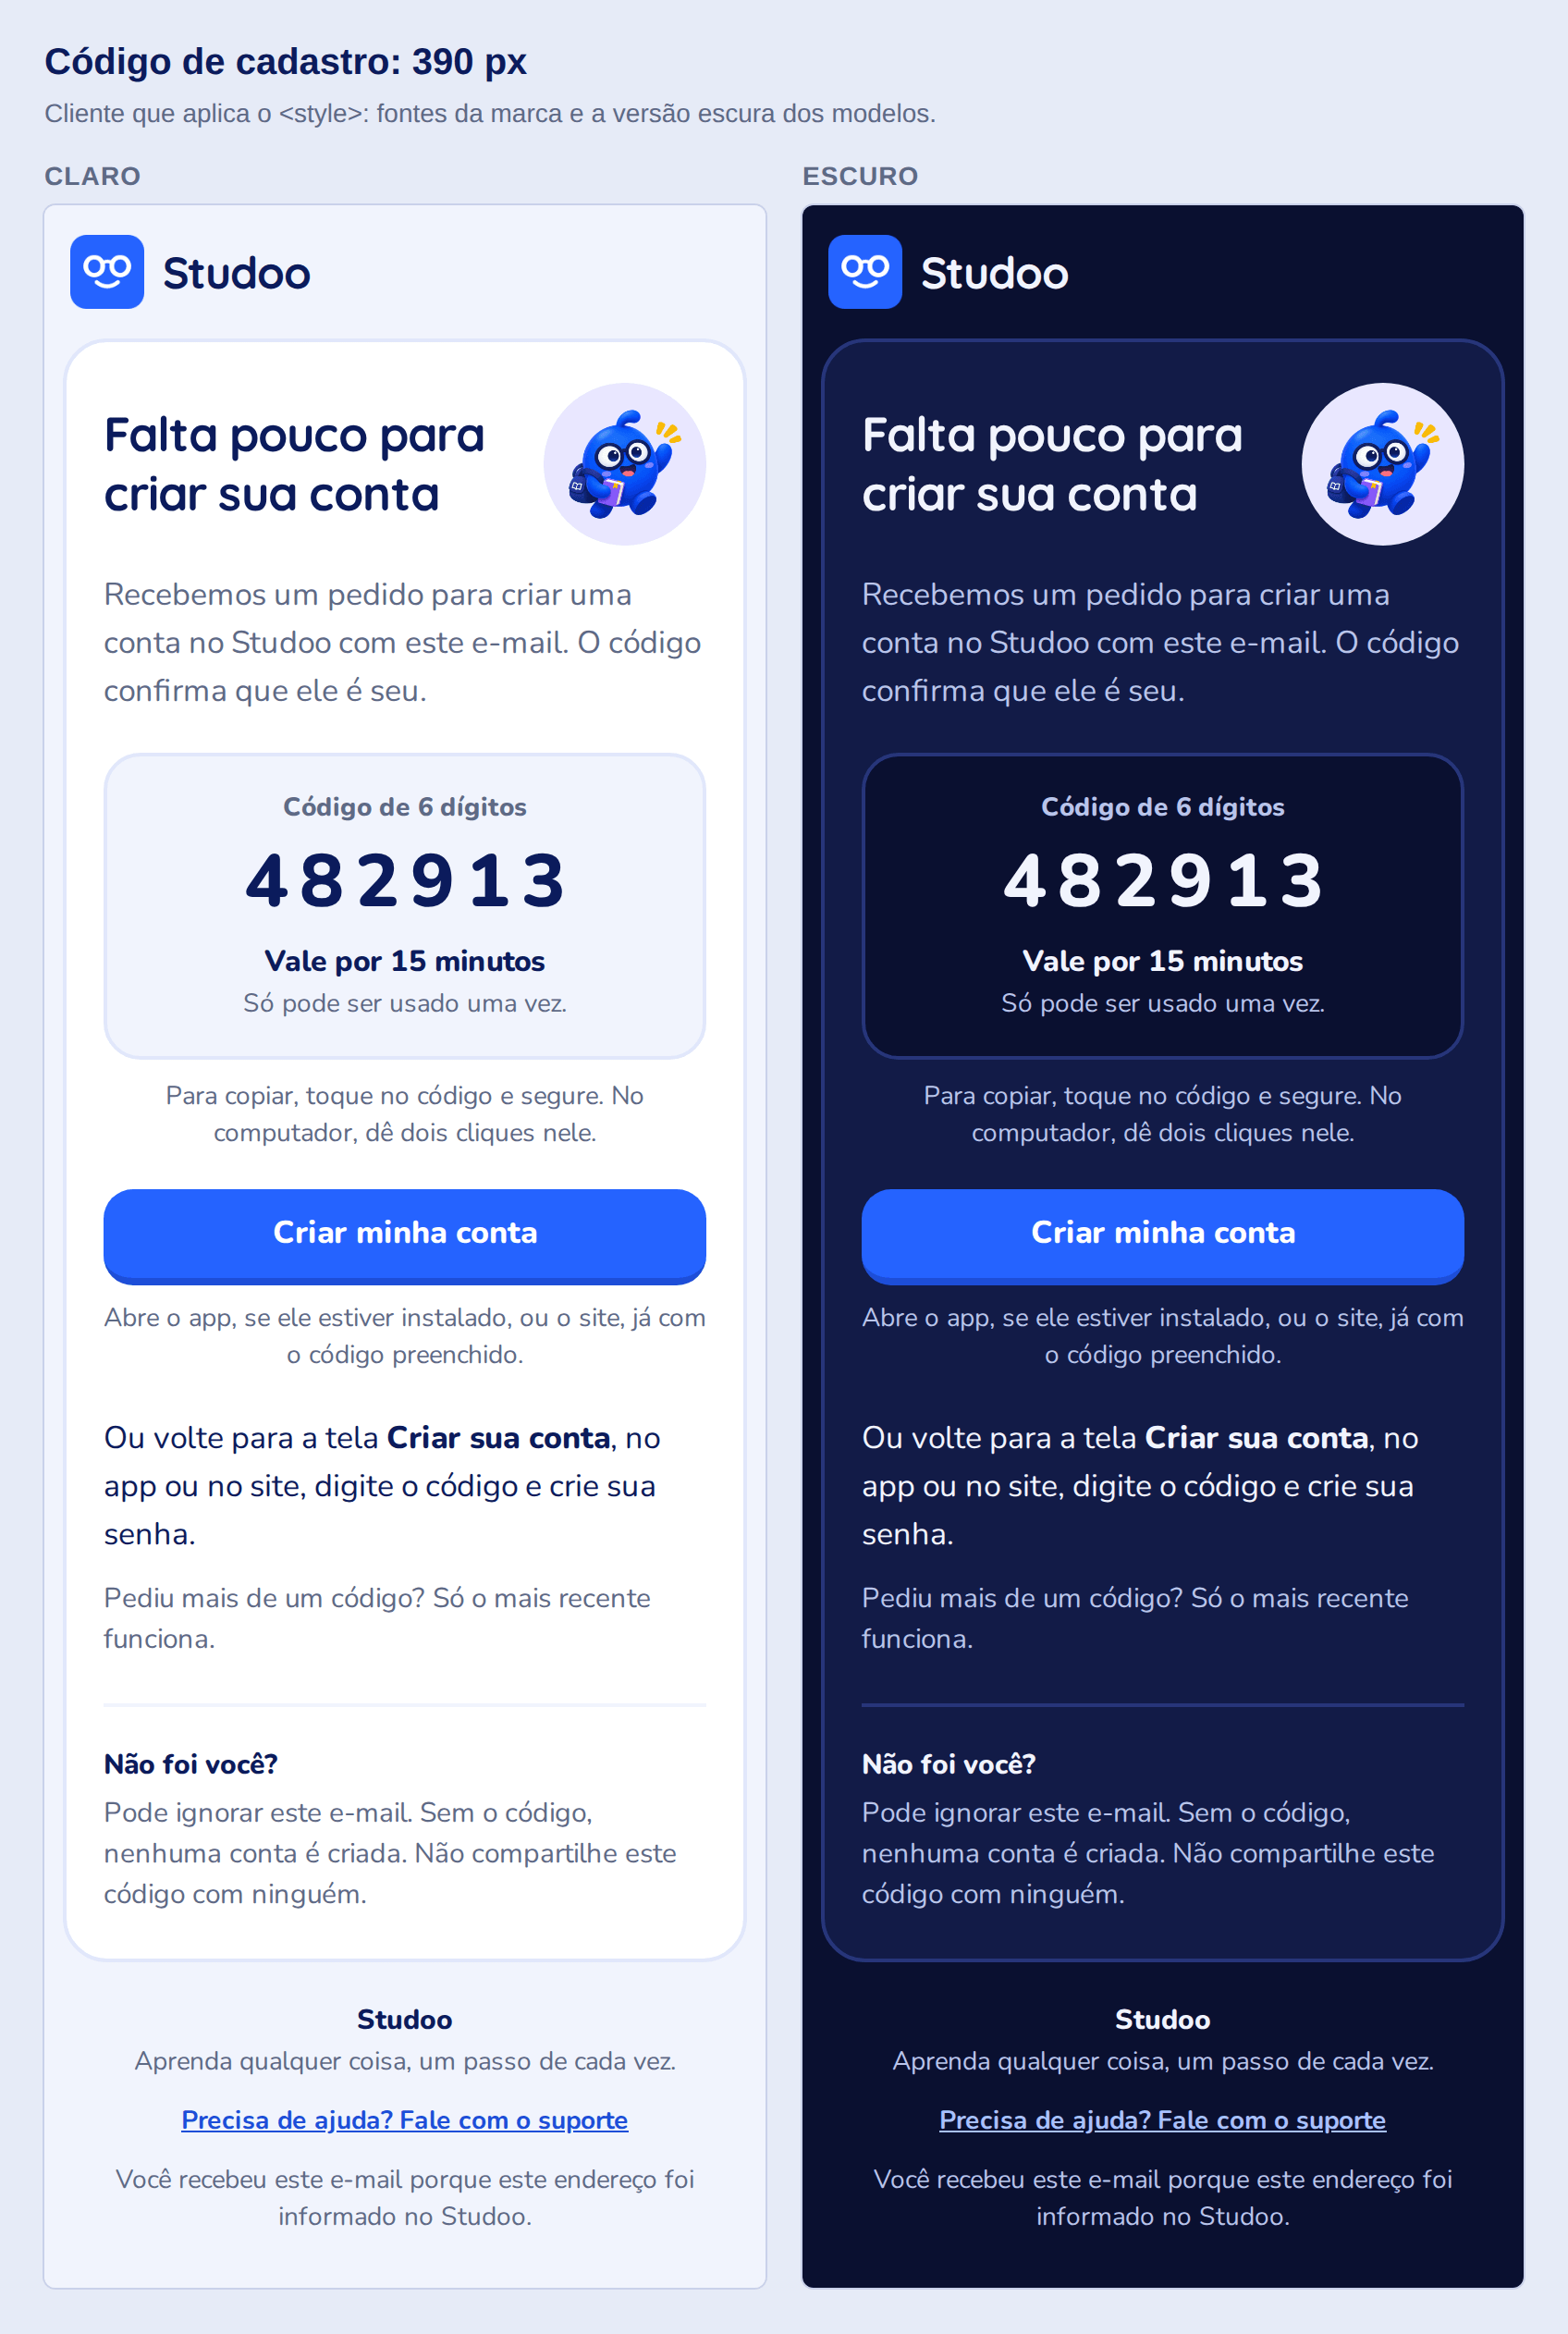 Código de cadastro: 390 px
Cliente que aplica o <style>: fontes da marca e a versão escura dos modelos.
CLARO
Studoo
Falta pouco para
criar sua conta
Recebemos um pedido para criar uma
conta no Studoo com este e-mail. O código
confirma que ele é seu.
Código de 6 dígitos
482913
Vale por 15 minutos
Só pode ser usado uma vez.
Para copiar, toque no código e segure. No
computador, dê dois cliques nele.
Criar minha conta
Abre o app, se ele estiver instalado, ou o site, já com
o código preenchido.
Ou volte para a tela Criar sua conta, no
app ou no site, digite o código e crie sua
senha.
Pediu mais de um código? Só o mais recente
funciona.
Não foi você?
Pode ignorar este e-mail. Sem o código,
nenhuma conta é criada. Não compartilhe este
código com ninguém.
Studoo
Aprenda qualquer coisa, um passo de cada vez.
Precisa de ajuda? Fale com o suporte
Você recebeu este e-mail porque este endereço foi
informado no Studoo.
ESCURO
Studoo
Falta pouco para
criar sua conta
Recebemos um pedido para criar uma
conta no Studoo com este e-mail. O código
confirma que ele é seu.
Código de 6 dígitos
482913
Vale por 15 minutos
Só pode ser usado uma vez.
Para copiar, toque no código e segure. No
computador, dê dois cliques nele.
Criar minha conta
Abre o app, se ele estiver instalado, ou o site, já com
o código preenchido.
Ou volte para a tela Criar sua conta, no
app ou no site, digite o código e crie sua
senha.
Pediu mais de um código? Só o mais recente
funciona.
Não foi você?
Pode ignorar este e-mail. Sem o código,
nenhuma conta é criada. Não compartilhe este
código com ninguém.
Studoo
Aprenda qualquer coisa, um passo de cada vez.
Precisa de ajuda? Fale com o suporte
Você recebeu este e-mail porque este endereço foi
informado no Studoo.